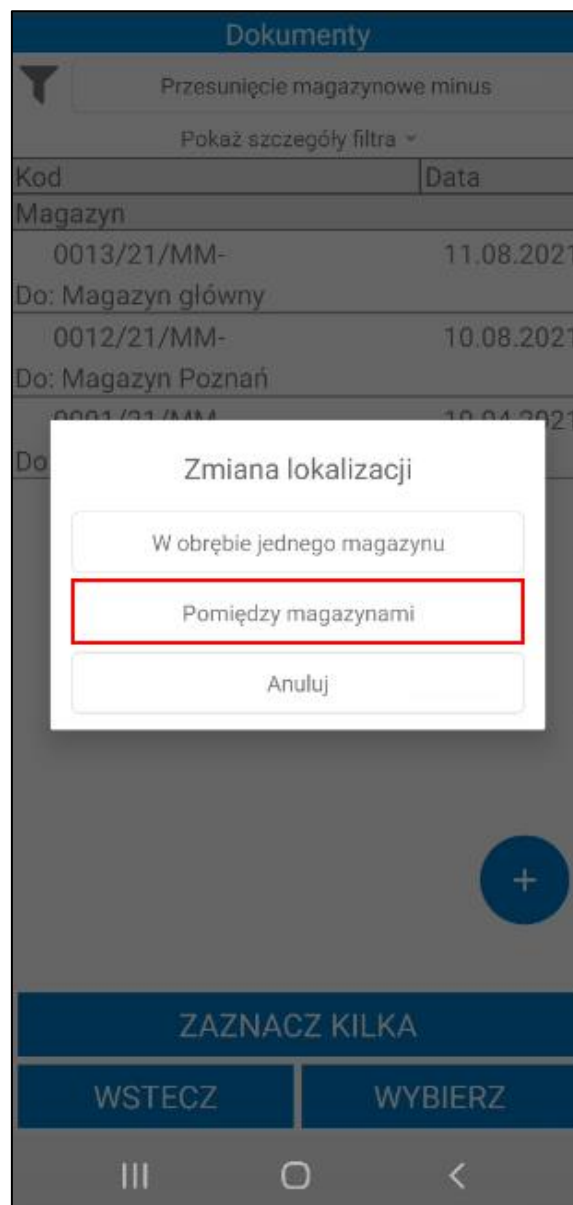 Dokumenty
Przesunięcie magazynowe minus
Pokaż szczegóły filtra
Kod Data
Magazyn
0013/21/MM- 11.08.2021
Do: Magazyn główny
0012/21/MM- 10.08.2021
Do: Magazyn Poznań
Do
Zmiana lokalizacji
W obrębie jednego magazynu
Pomiędzy magazynami
Anuluj
+
ZAZNACZ KILKA
WSTECZ WYBIERZ